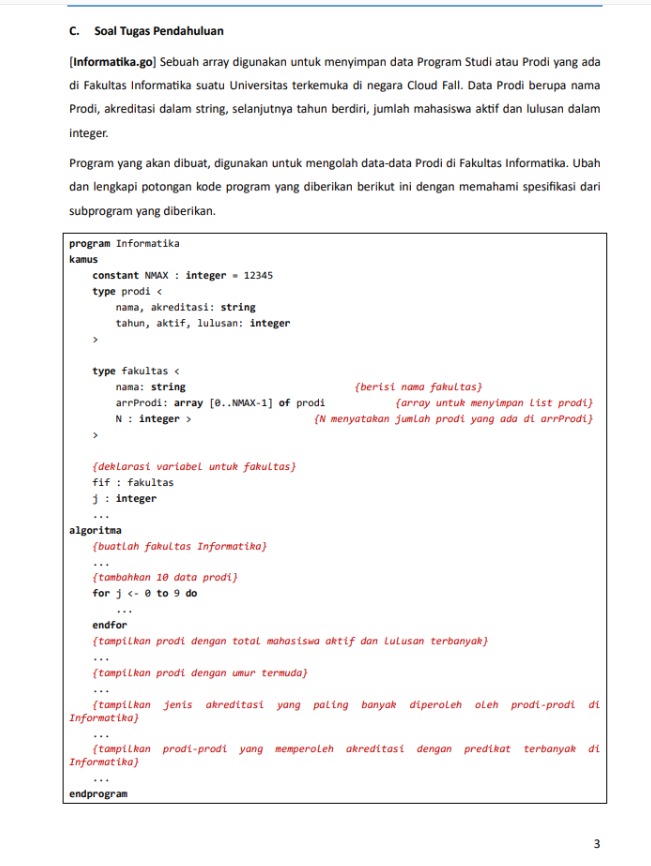 C. Soal Tugas Pendahuluan
[Informatika.go] Sebuah array digunakan untuk menyimpan data Program Studi atau Prodi yang ada
di Fakultas Informatika suatu Universitas terkemuka di negara Cloud Fall. Data Prodi berupa nama
Prodi, akreditasi dalam string, selanjutnya tahun berdiri, jumlah mahasiswa aktif dan lulusan dalam
integer.
Program yang akan dibuat, digunakan untuk mengolah data-data Prodi di Fakultas Informatika. Ubah
dan lengkapi potongan kode program yang diberikan berikut ini dengan memahami spesifikasi dari
subprogram yang diberikan.
program Informatika
kamus
constant NMAX : integer = 12345
type prodi <
nama, akreditasi: string
tahun, aktif, lulusan: integer
>
type fakultas <
nama: string {berisi nama fakultas}
arrProdi: array [0..NMAX-1] of prodi {array untuk menyimpan list prodi}
N : integer > {N menyatakan jumlah prodi yang ada di arrProdi}
>
{deklarasi variabel untuk fakultas}
fif : fakultas
j : integer
...
algoritma
{buatlah fakultas Informatika}
...
{tambahkan 10 data prodi}
for j <- 0 to 9 do
...
endfor
{tampilkan prodi dengan total mahasiswa aktif dan lulusan terbanyak}
...
{tampilkan prodi dengan umur termuda}
...
{tampilkan jenis akreditasi yang paling banyak diperoleh oleh prodi-prodi di
Informatika}
...
{tampilkan prodi-prodi yang memperoleh akreditasi dengan predikat terbanyak di
Informatika}
...
endprogram
3